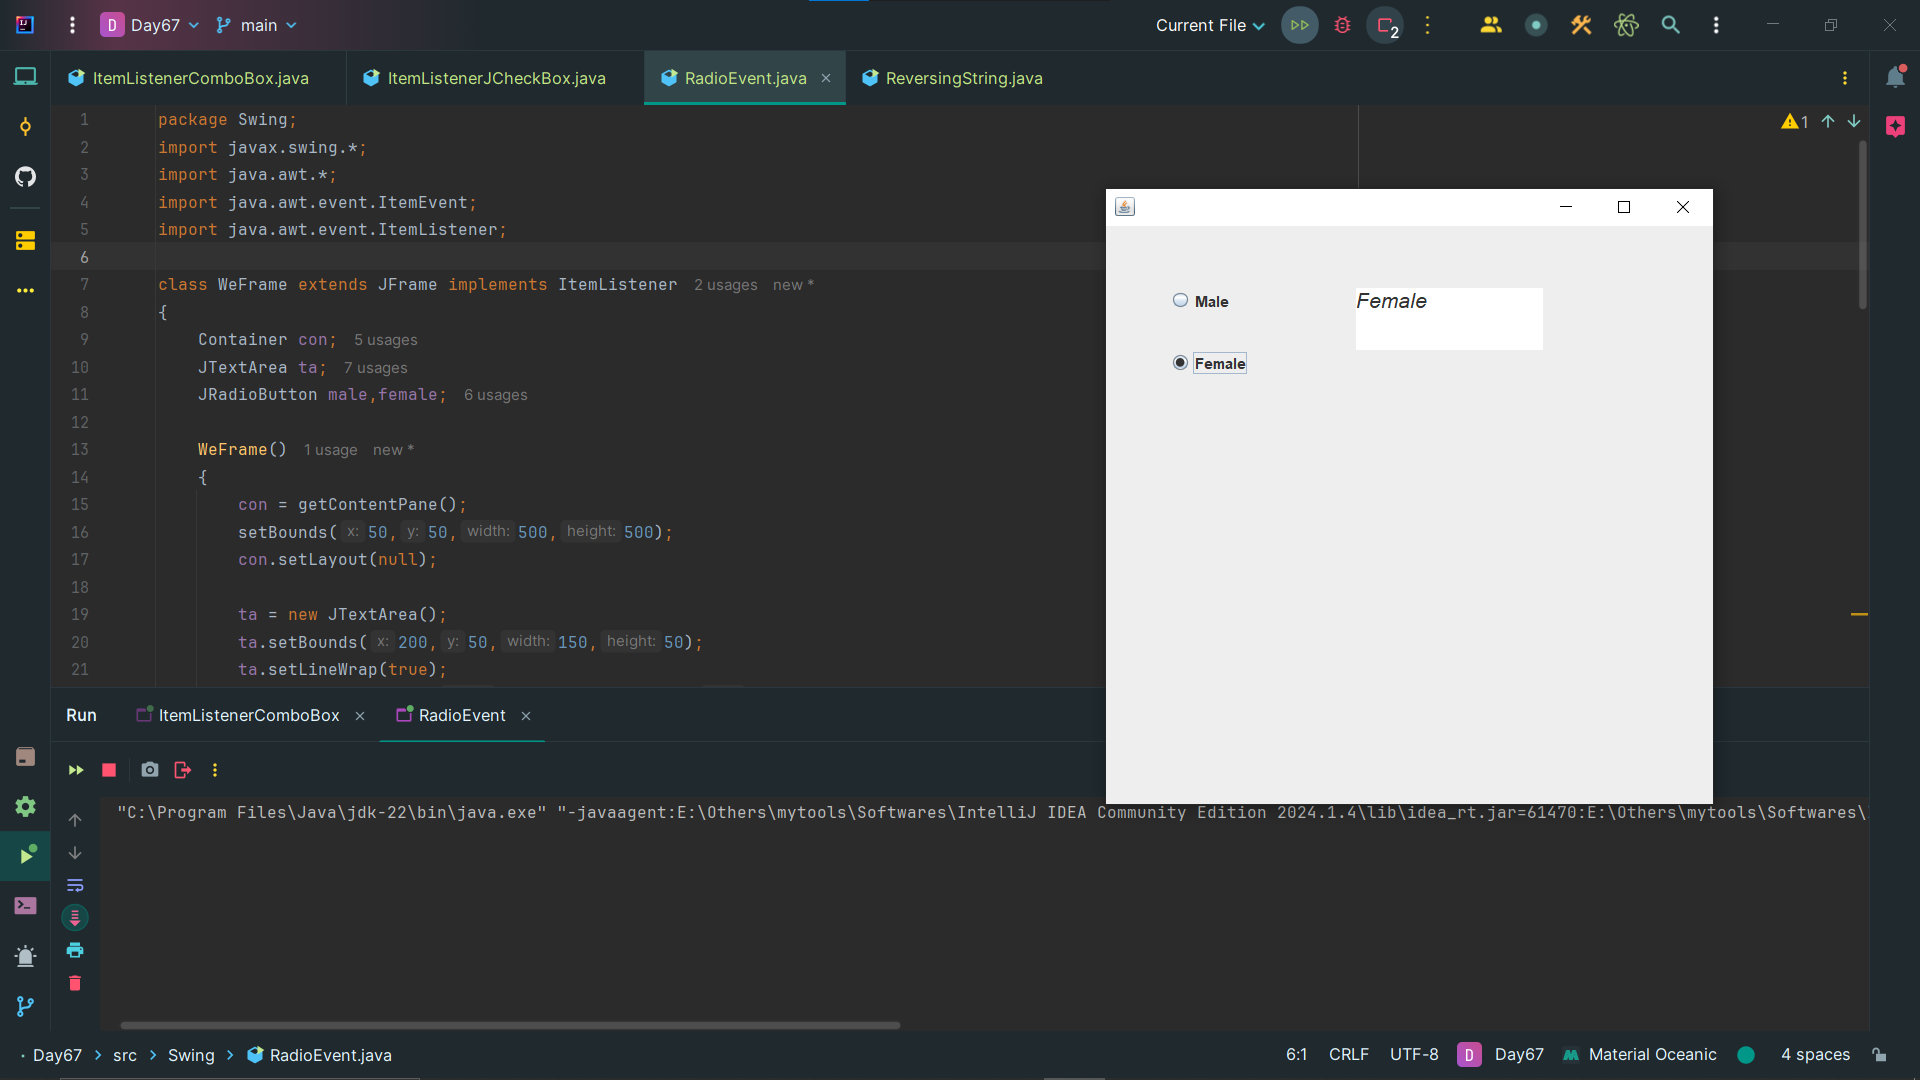 D Day67 main Current File 2
ItemListenerComboBox.java ItemListenerJCheckBox.java RadioEvent.java ReversingString.java
1 package Swing; 1
2 import javax.swing.*;
3 import java.awt.*;
4 import java.awt.event.ItemEvent;
5 import java.awt.event.ItemListener;
6
7 class WeFrame extends JFrame implements ItemListener 2 usages new *
8 {
9 Container con; 5 usages
10 JTextArea ta; 7 usages
11 JRadioButton male,female; 6 usages
12
13 WeFrame() 1 usage new *
14 {
15 con = getContentPane();
16 setBounds( x: 50, y: 50, width: 500, height: 500);
17 con.setLayout(null);
18
19 ta = new JTextArea();
20 ta.setBounds( x: 200, y: 50, width: 150, height: 50);
21 ta.setLineWrap(true);
Male Female
Female
Run ItemListenerComboBox RadioEvent
"C:\Program Files\Java\jdk-22\bin\java.exe" "-javaagent:E:\Others\mytools\Softwares\IntelliJ IDEA Community Edition 2024.1.4\lib\idea_rt.jar=61470:E:\Others\mytools\Softwares\
Day67 > src > Swing > RadioEvent.java 6:1 CRLF UTF-8 D Day67 Material Oceanic 4 spaces